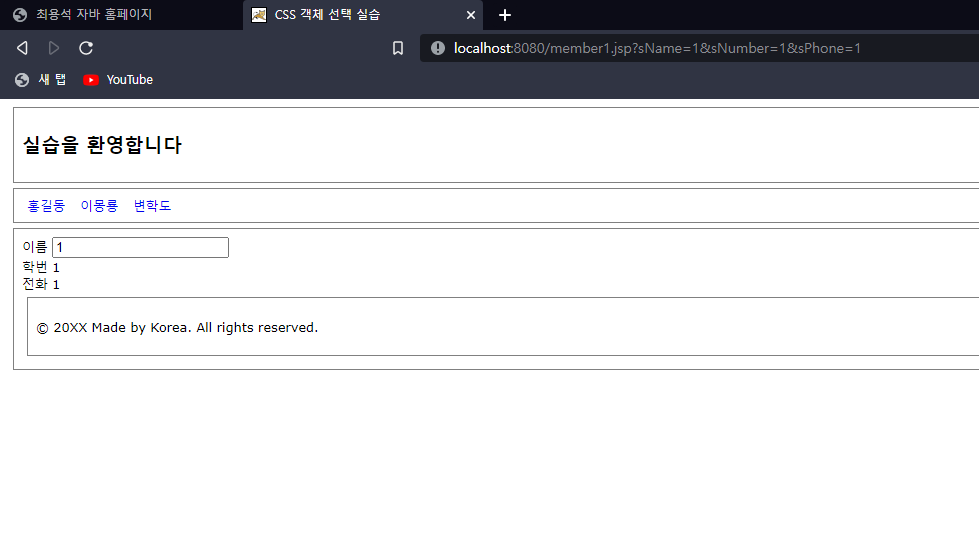 최용석 자바 홈페이지
CSS 객체 선택 실습
localhost:8080/member1.jsp?sName=1&sNumber=1&sPhone=1
새 탭 YouTube
실습을 환영합니다
홍길동 이몽룡 변학도
이름 1
학번 1
전화 1
© 20XX Made by Korea. All rights reserved.